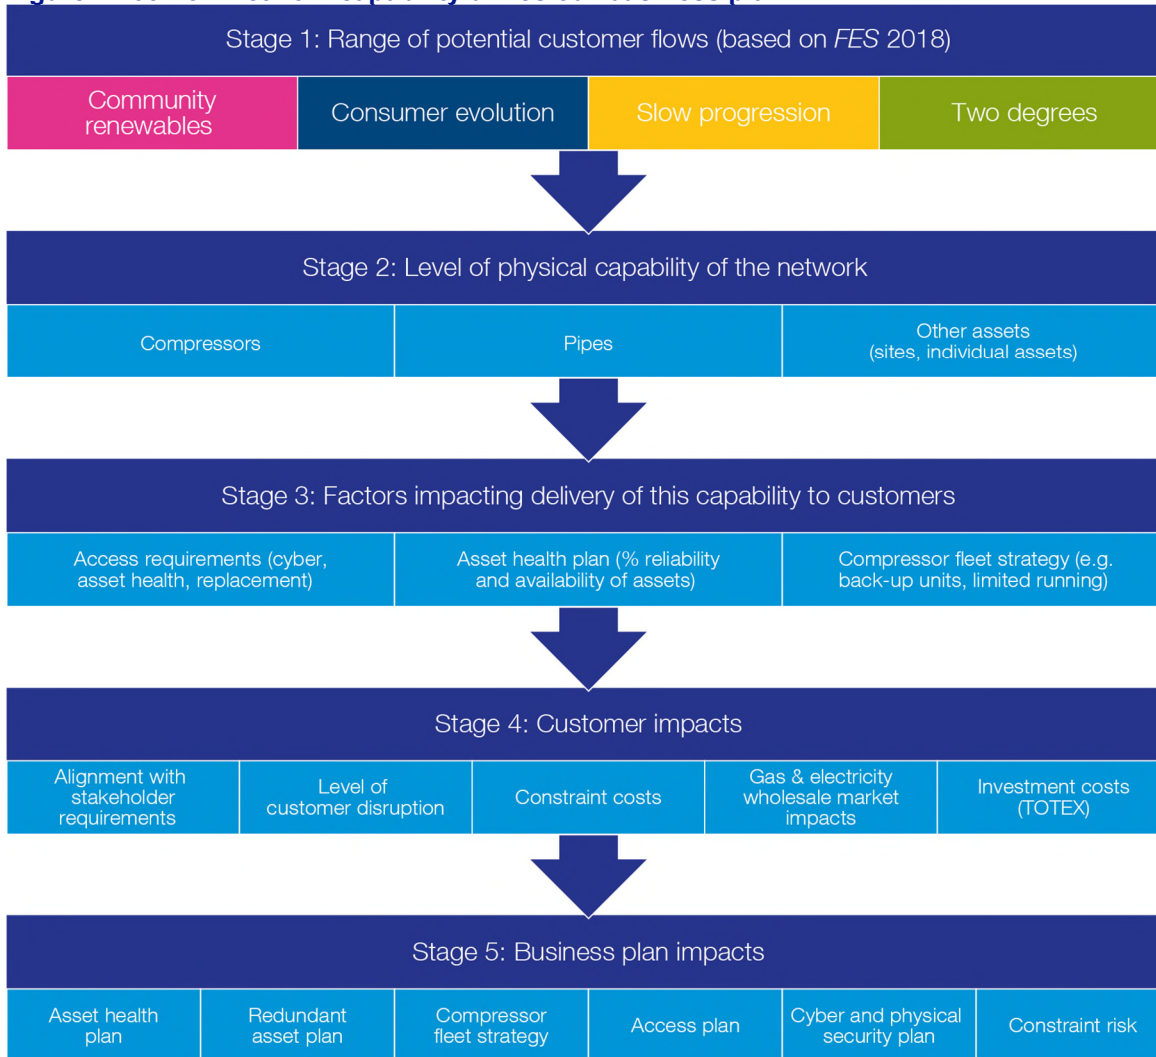 Stage 1: Range of potential customer flows (based on FES 2018)
Community
renewables
Consumer evolution
Slow progression
Two degrees
Stage 2: Level of physical capability of the network
Compressors
Pipes
Other assets
(sites, individual assets)
Stage 3: Factors impacting delivery of this capability to customers
Access requirements (cyber,
asset health, replacement)
Asset health plan (% reliability
and availability of assets)
Compressor fleet strategy (e.g.
back-up units, limited running)
Stage 4: Customer impacts
Alignment with
stakeholder
requirements
Level of
customer disruption
Constraint costs
Gas & electricity
wholesale market
impacts
Investment costs
(TOTEX)
Stage 5: Business plan impacts
Asset health
plan
Redundant
asset plan
Compressor
fleet strategy
Access plan
Cyber and physical
security plan
Constraint risk